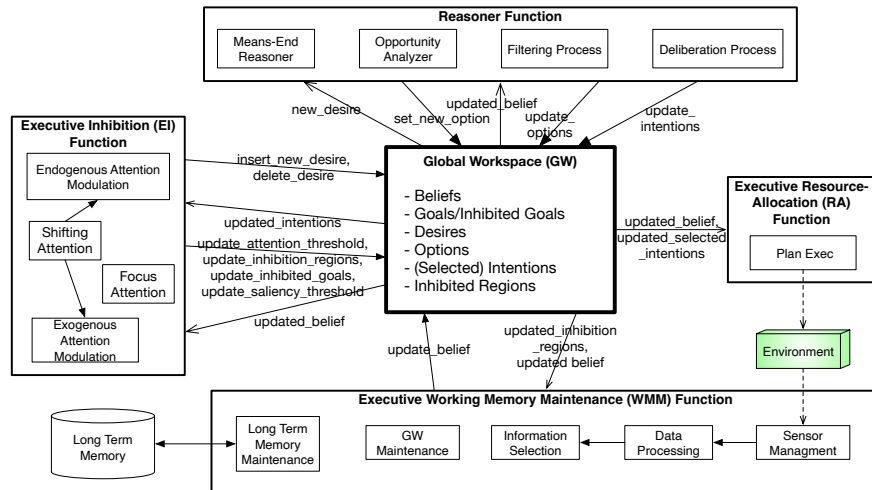 Reasoner Function
Means-End
Reasoner
Opportunity
Analyzer
Filtering Process
Deliberation Process
new_desire
set_new_option
updated_belief
update_
options
update_
intentions
Executive Inhibition (EI)
Function
Endogenous Attention
Modulation
Shifting
Attention
Focus
Attention
Exogenous
Attention
Modulation
insert_new_desire,
delete_desire
updated_intentions
update_attention_threshold,
update_inhibition_regions,
update_inhibited_goals,
update_saliency_threshold
updated_belief
Global Workspace (GW)
- Beliefs
- Goals/Inhibited Goals
- Desires
- Options
- (Selected) Intentions
- Inhibited Regions
updated_belief,
updated_selected
_intentions
Executive Resource-
Allocation (RA)
Function
Plan Exec
Environment
update_belief
updated_inhibition
_regions,
updated belief
Executive Working Memory Maintenance (WMM) Function
Long Term
Memory
Long Term
Memory
Maintenance
GW
Maintenance
Information
Selection
Data
Processing
Sensor
Managment